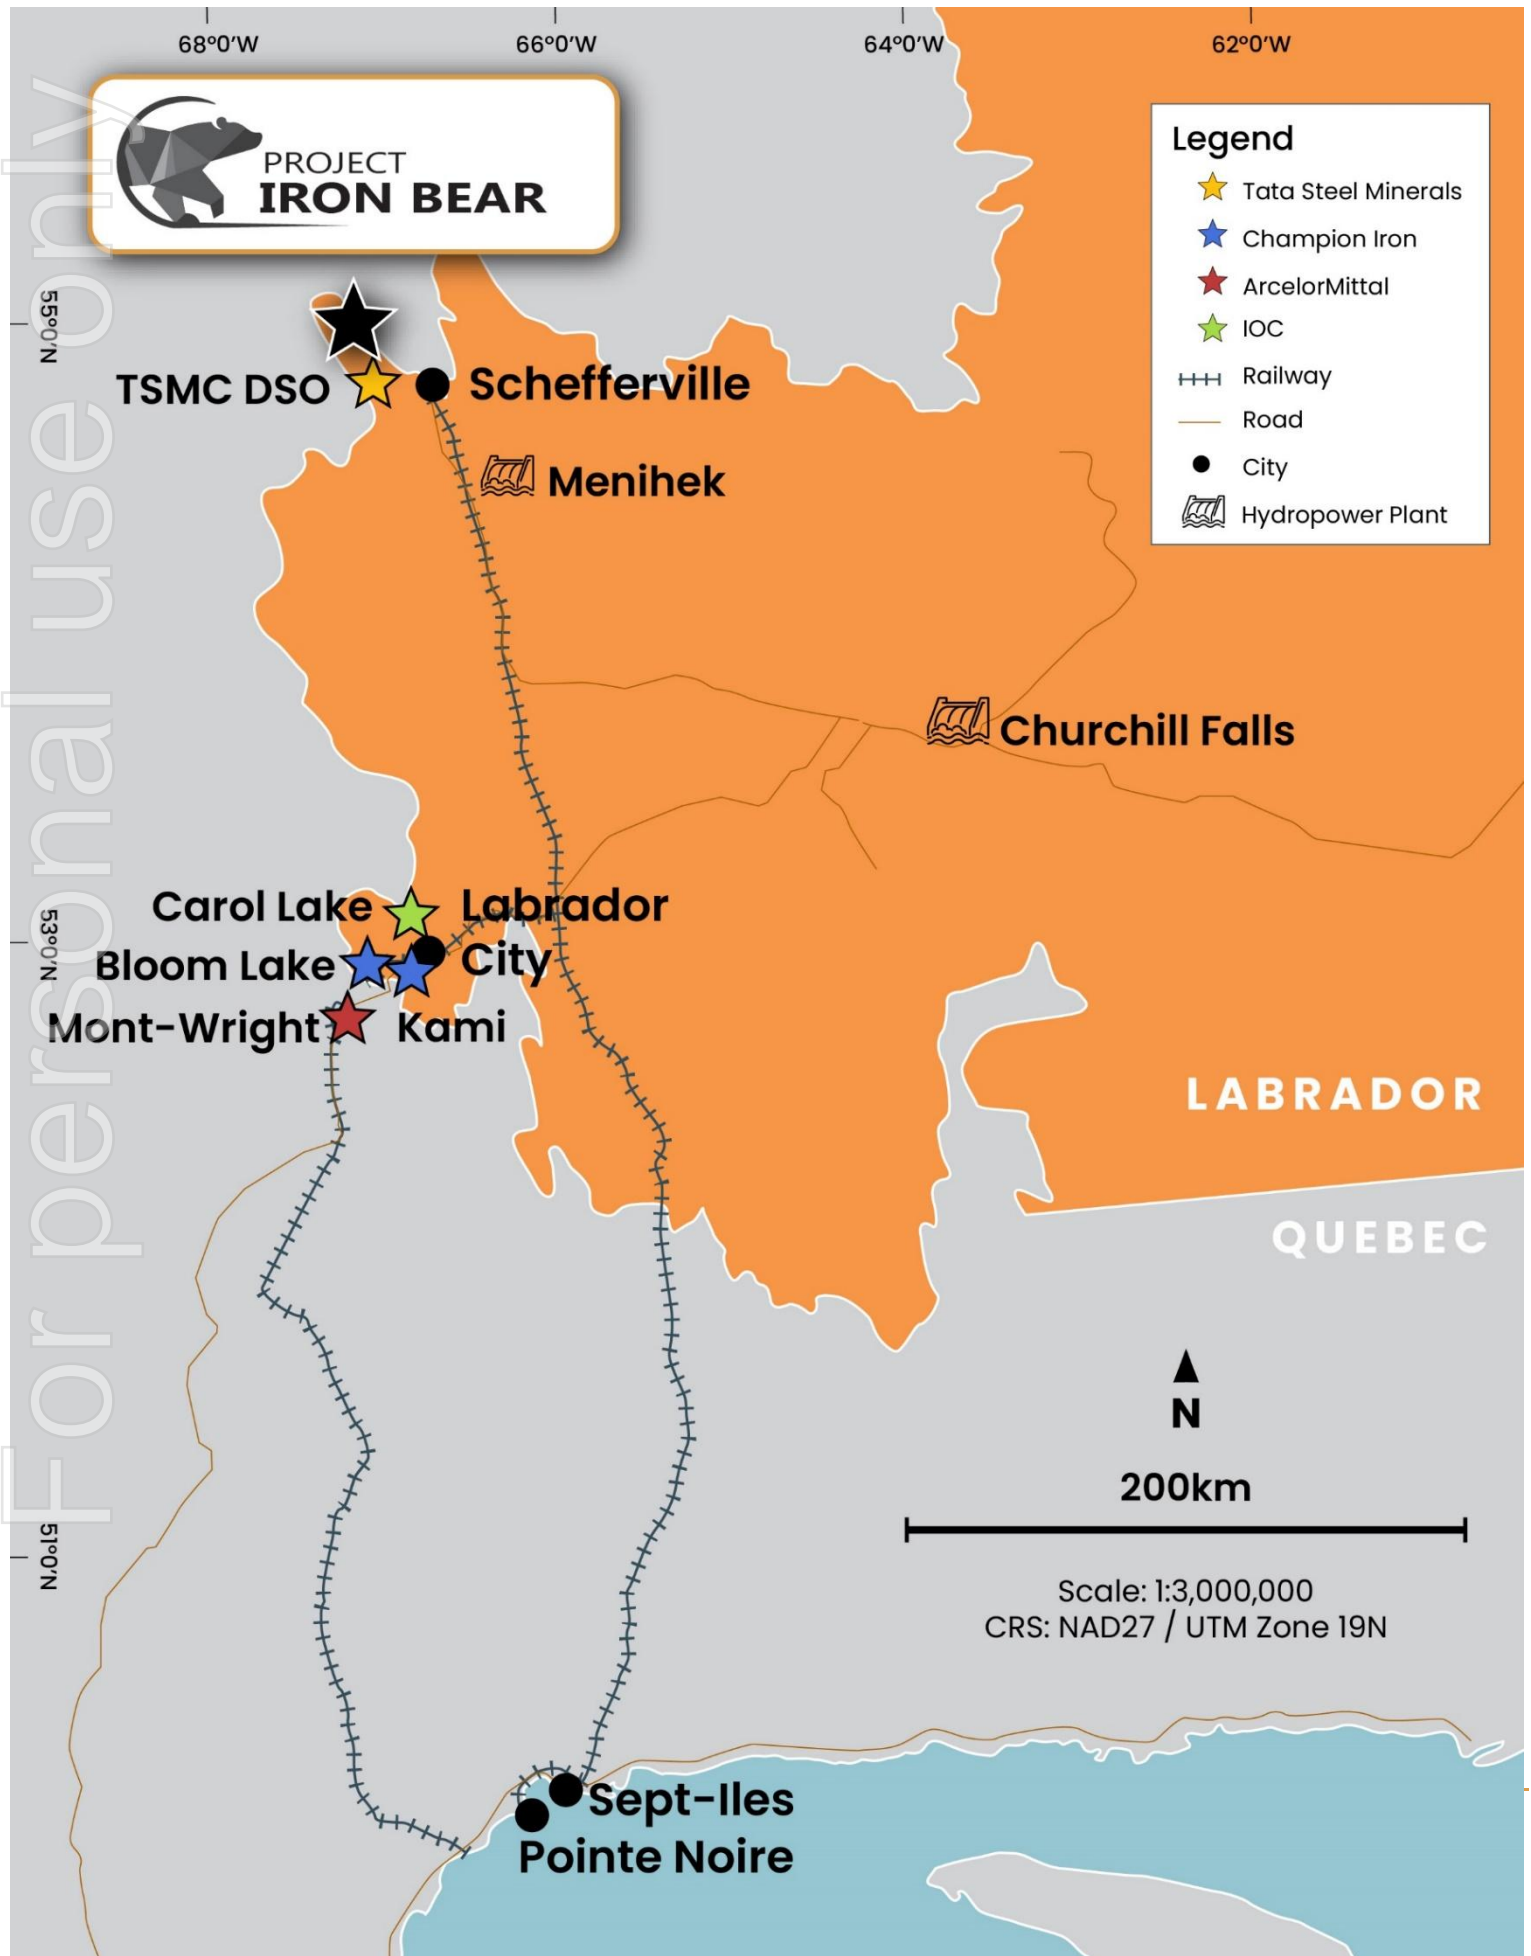 68°0'W
66°0'W
64°0'W
62°0'W
PROJECT
IRON BEAR
Legend
Tata Steel Minerals
Champion Iron
ArcelorMittal
IOC
Railway
Road
City
Hydropower Plant
55°0'N
TSMC DSO
Schefferville
Menihek
Churchill Falls
53°0'N
Carol Lake
Labrador
City
Bloom Lake
Mont-Wright
Kami
LABRADOR
QUEBEC
N
200km
51°0'N
Scale: 1:3,000,000
CRS: NAD27 / UTM Zone 19N
Sept-Iles
Pointe Noire
For personal use only